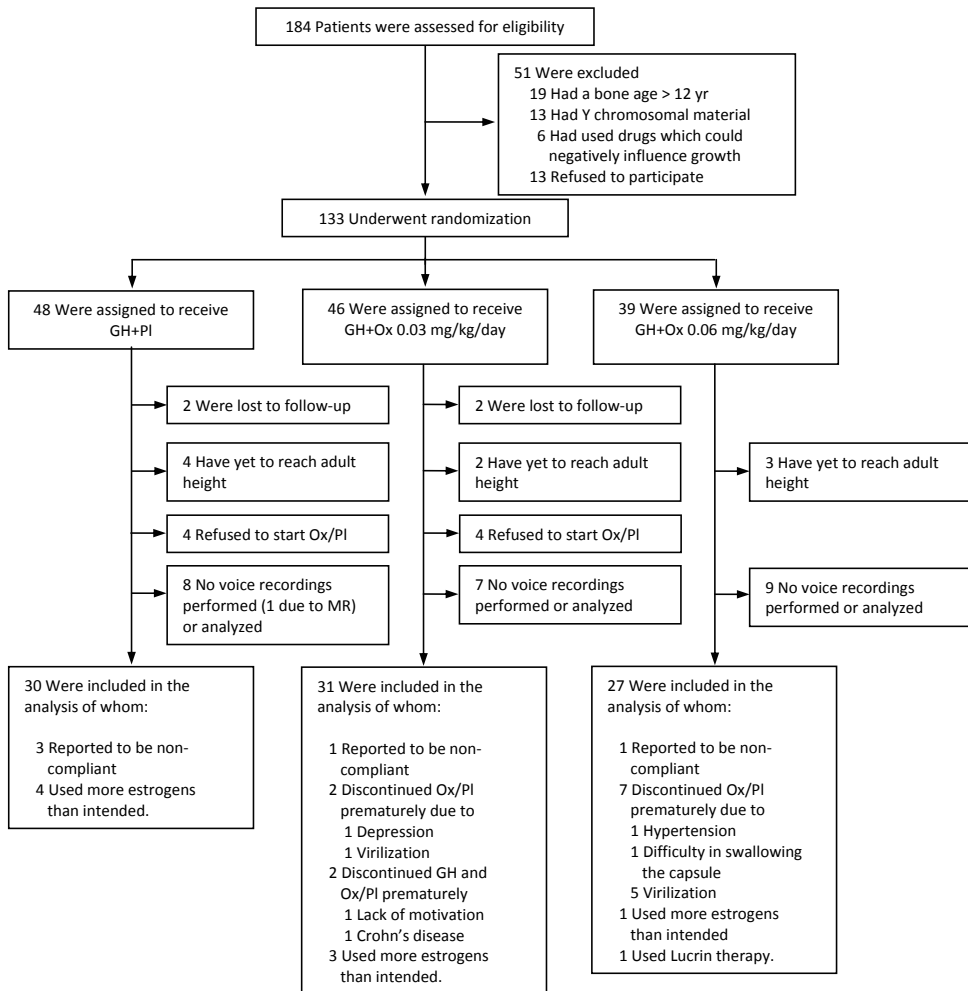 184 Patients were assessed for eligibility
51 Were excluded
19 Had a bone age > 12 yr
13 Had Y chromosomal material
6 Had used drugs which could
negatively influence growth
13 Refused to participate
133 Underwent randomization
48 Were assigned to receive
GH+Pl
46 Were assigned to receive
GH+Ox 0.03 mg/kg/day
39 Were assigned to receive
GH+Ox 0.06 mg/kg/day
2 Were lost to follow-up
2 Were lost to follow-up
4 Have yet to reach adult
height
2 Have yet to reach adult
height
3 Have yet to reach adult
height
4 Refused to start Ox/Pl
4 Refused to start Ox/Pl
8 No voice recordings
performed (1 due to MR)
or analyzed
7 No voice recordings
performed or analyzed
9 No voice recordings
performed or analyzed
30 Were included in the
analysis of whom:
3 Reported to be non-
compliant
4 Used more estrogens
than intended.
31 Were included in the
analysis of whom:
1 Reported to be non-
compliant
2 Discontinued Ox/Pl
prematurely due to
1 Depression
1 Virilization
2 Discontinued GH and
Ox/Pl prematurely
1 Lack of motivation
1 Crohn's disease
3 Used more estrogens
than intended.
27 Were included in the
analysis of whom:
1 Reported to be non-
compliant
7 Discontinued Ox/Pl
prematurely due to
1 Hypertension
1 Difficulty in swallowing
the capsule
5 Virilization
1 Used more estrogens
than intended
1 Used Lucrin therapy.